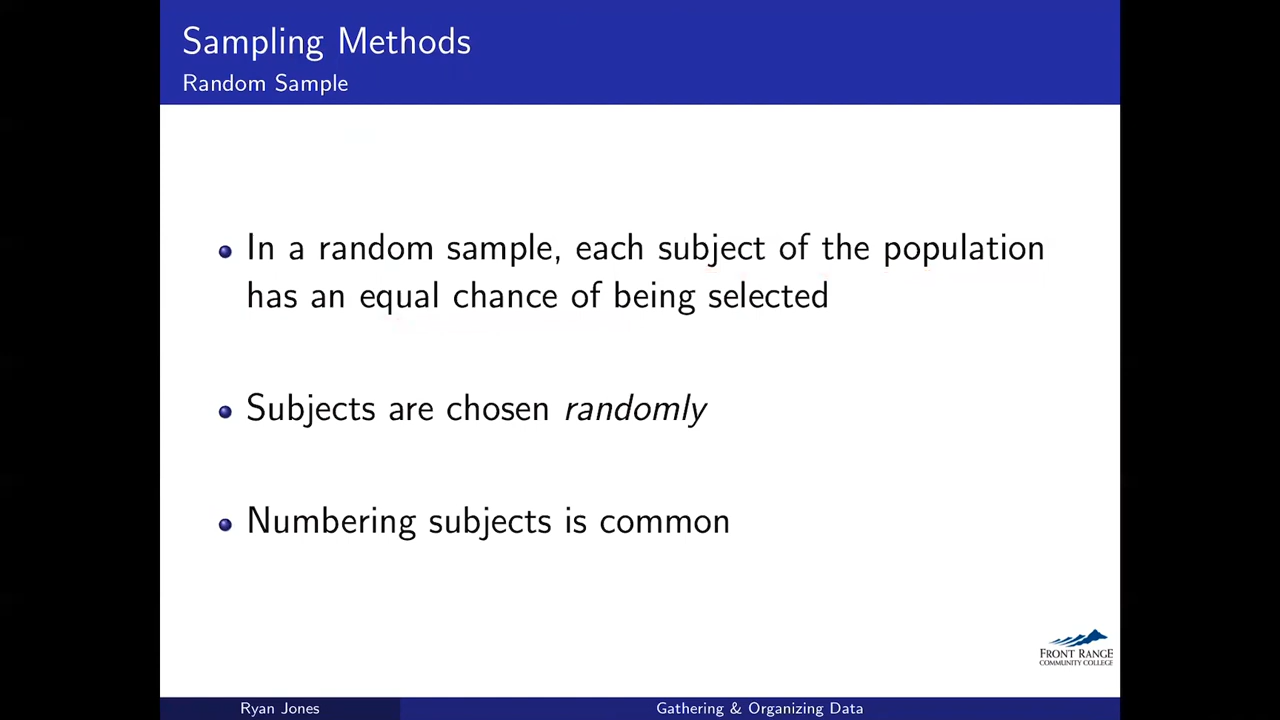 Sampling Methods
Random Sample
In a random sample, each subject of the population
has an equal chance of being selected
Subjects are chosen randomly
Numbering subjects is common
FRONT RANGE
COMMUNITY COLLEGE
Ryan Jones
Gathering & Organizing Data